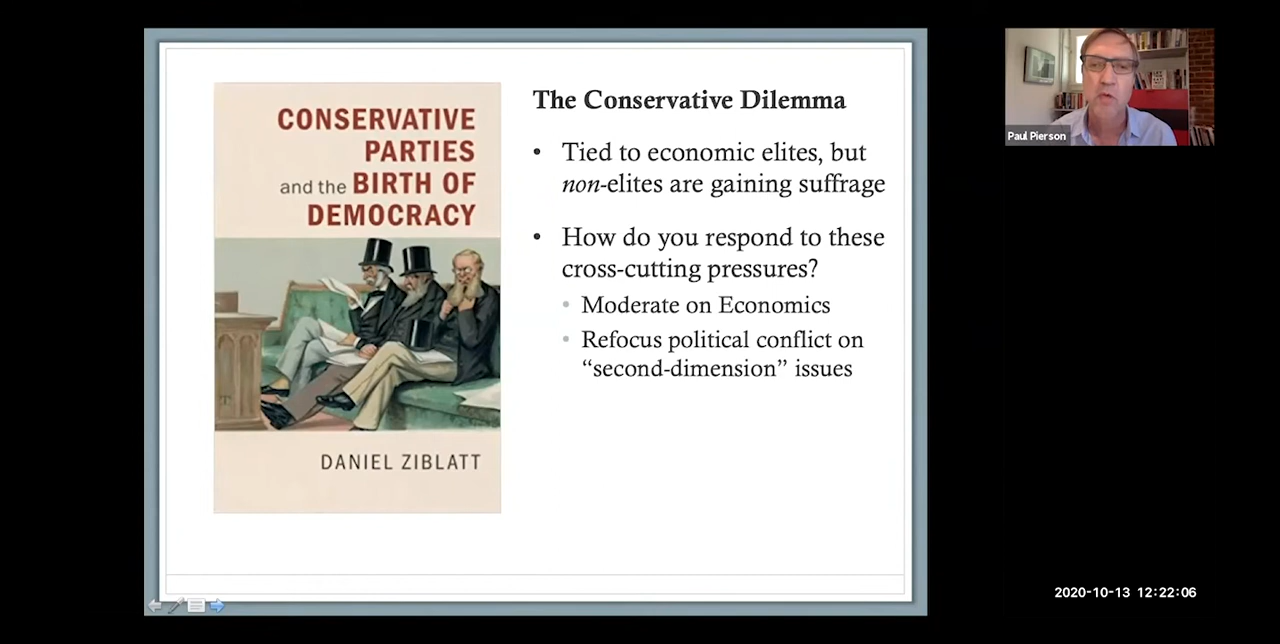 CONSERVATIVE
PARTIES
and the BIRTH OF
DEMOCRACY
DANIEL ZIBLATT
The Conservative Dilemma
• Tied to economic elites, but
non-elites are gaining suffrage
• How do you respond to these
cross-cutting pressures?
• Moderate on Economics
• Refocus political conflict on
“second-dimension” issues
Paul Pierson
2020-10-13 12:22:06